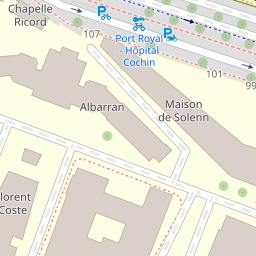 Chapelle
Ricord
107
Port Royal
- Hôpital
Cochin
101
99
Albarran
Maison
de Solenn
lorent
Coste